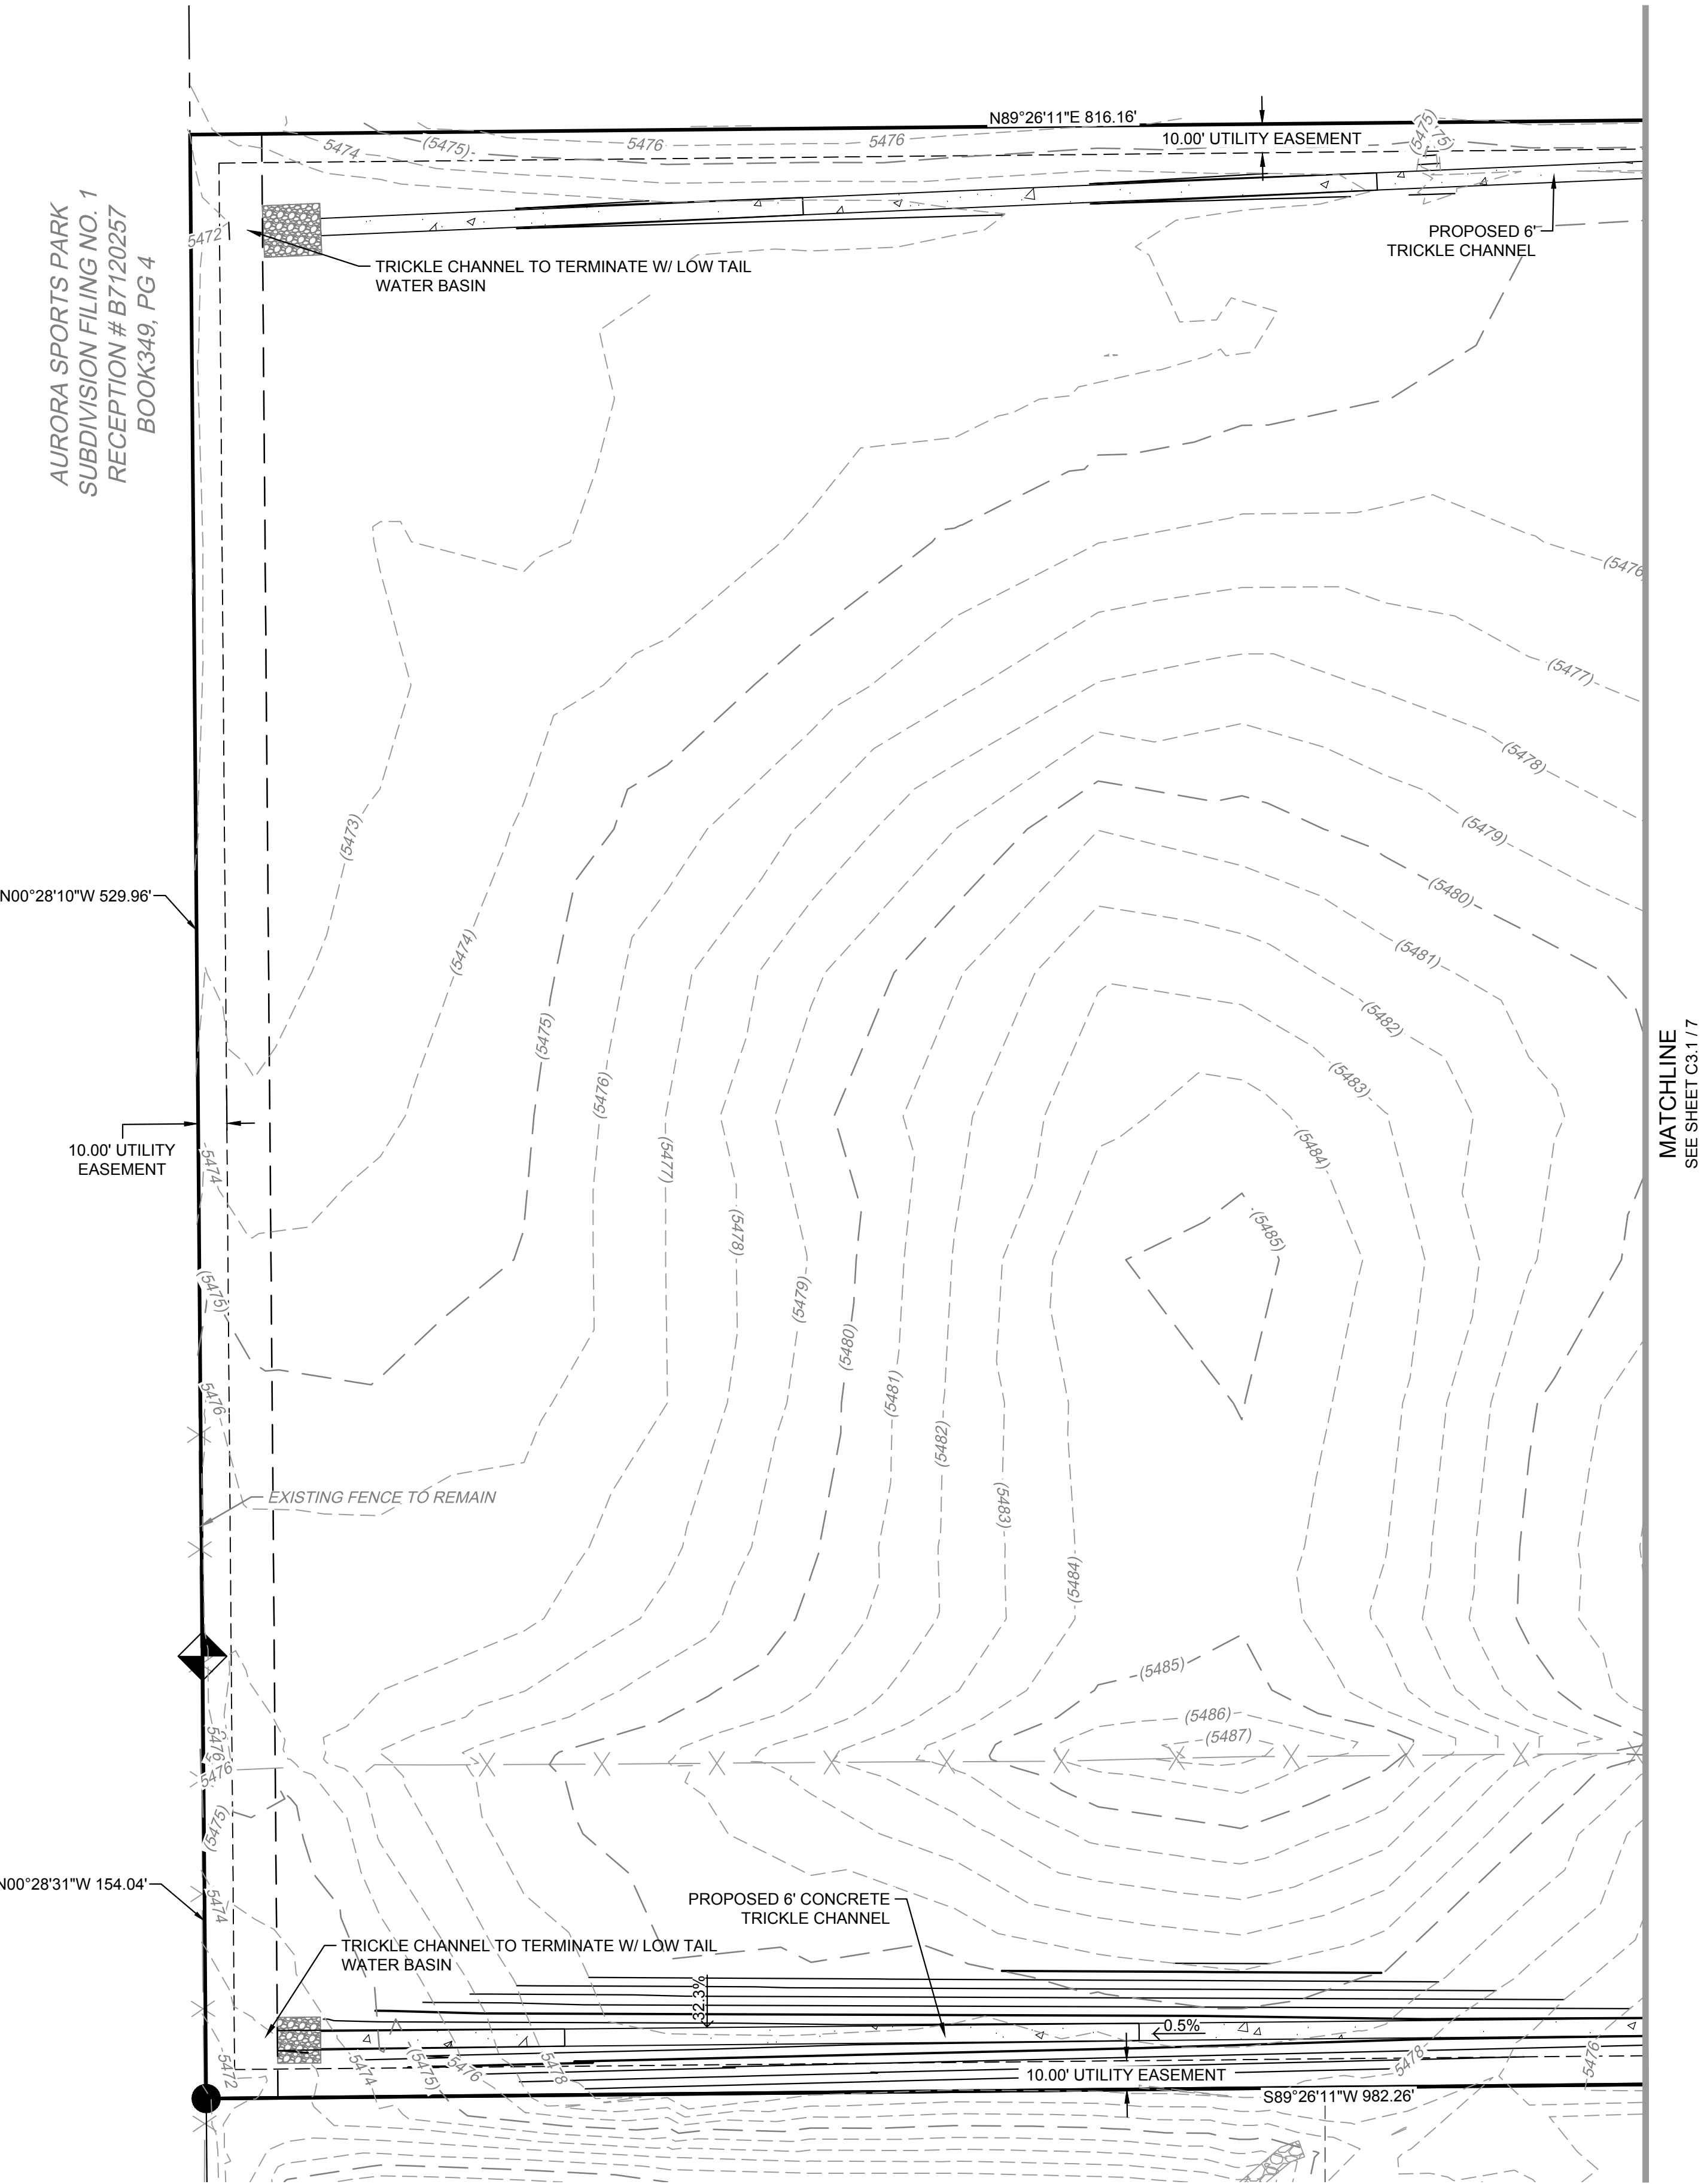 N89°26'11"E 816.16'
10.00' UTILITY EASEMENT
5474
(5475)
5476
5476
(5475)
5472
AURORA SPORTS PARK
SUBDIVISION FILING NO. 1
RECEPTION # B7120257
BOOK349, PG 4
TRICKLE CHANNEL TO TERMINATE W/ LOW TAIL
WATER BASIN
PROPOSED 6'
TRICKLE CHANNEL
(5476
(5477)
(5478)
(5479)
(5480)
(5481)
(5482)
(5483)
(5484)
(5485)
(5473)
(5474)
(5475)
(5476)
(5477)
(5478)
(5479)
(5480)
(5481)
(5482)
(5483)
(5484)
N00°28'10"W 529.96'
10.00' UTILITY
EASEMENT
MATCHLINE
SEE SHEET C3.1 / 7
5474
(5475)
5476
EXISTING FENCE TO REMAIN
(5485)
(5486)
(5487)
5476
5476
(5475)
5474
N00°28'31"W 154.04'
PROPOSED 6' CONCRETE
TRICKLE CHANNEL
TRICKLE CHANNEL TO TERMINATE W/ LOW TAIL
WATER BASIN
32.3%
0.5%
5472
5474
(5475)
5476
5478
5478
5476
10.00' UTILITY EASEMENT
S89°26'11"W 982.26'